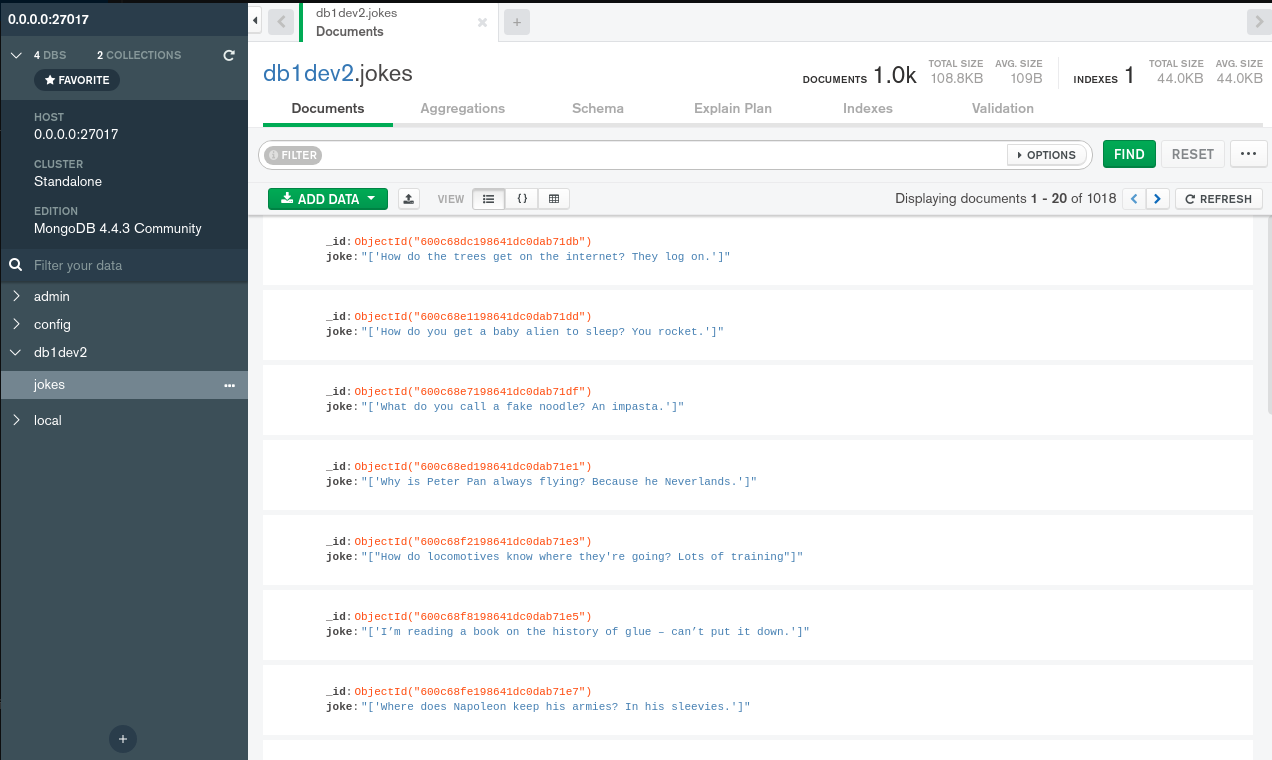 0.0.0.0:27017
4 DBS 2 COLLECTIONS
FAVORITE
HOST
0.0.0.0:27017
CLUSTER
Standalone
EDITION
MongoDB 4.4.3 Community
Filter your data
admin
config
db1dev2
jokes
local
db1dev2.jokes
Documents
db1dev2.jokes
DOCUMENTS 1.0k
TOTAL SIZE
108.8KB
AVG. SIZE
109B
INDEXES 1
TOTAL SIZE
44.0KB
AVG. SIZE
44.0KB
Documents Aggregations Schema Explain Plan Indexes Validation
FILTER OPTIONS FIND RESET
ADD DATA VIEW {} Displaying documents 1 - 20 of 1018 REFRESH
_id:ObjectId("600c68dc198641dc0dab71db")
joke:"['How do the trees get on the internet? They log on.']"
_id:ObjectId("600c68e1198641dc0dab71dd")
joke:"['How do you get a baby alien to sleep? You rocket.']"
_id:ObjectId("600c68e7198641dc0dab71df")
joke:"['What do you call a fake noodle? An impasta.']"
_id:ObjectId("600c68ed198641dc0dab71e1")
joke:"['Why is Peter Pan always flying? Because he Neverlands.']"
_id:ObjectId("600c68f2198641dc0dab71e3")
joke:"["How do locomotives know where they're going? Lots of training"]"
_id:ObjectId("600c68f8198641dc0dab71e5")
joke:"['I’m reading a book on the history of glue – can’t put it down.']"
_id:ObjectId("600c68fe198641dc0dab71e7")
joke:"['Where does Napoleon keep his armies? In his sleevies.']"